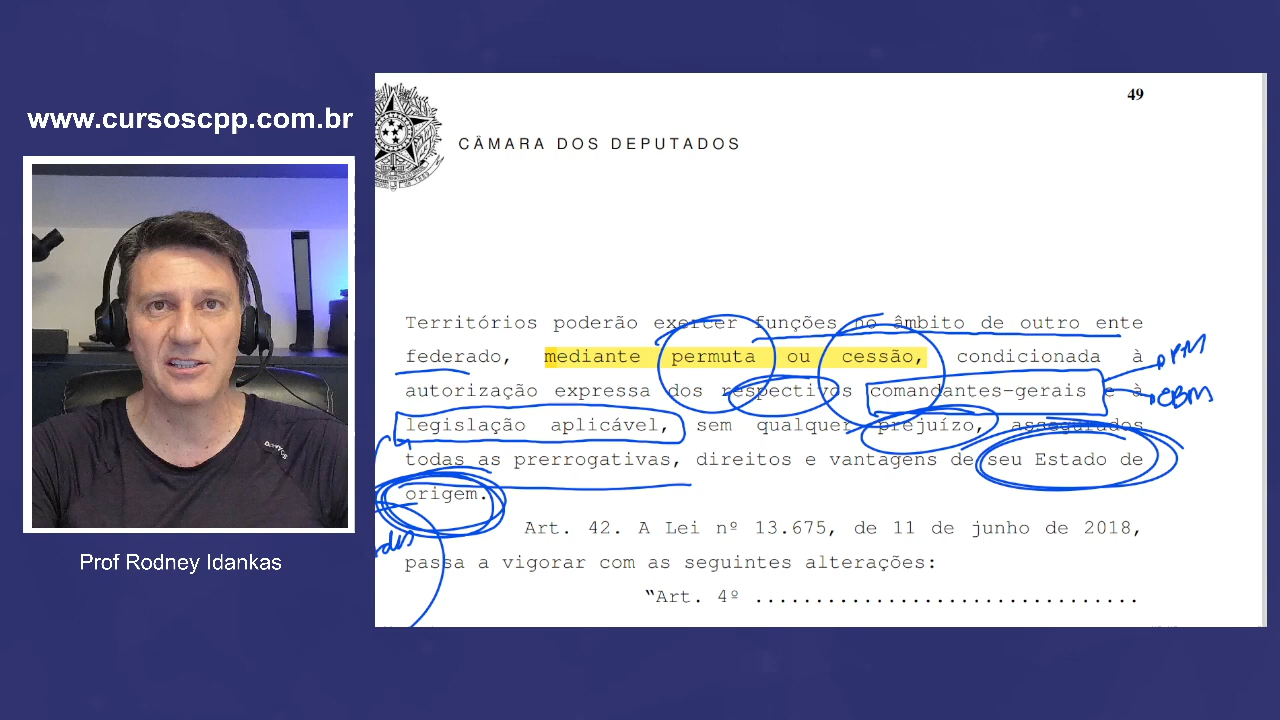 www.cursoscpp.com.br
Prof Rodney Idankas
49
CÂMARA DOS DEPUTADOS
Territórios poderão exercer funções no âmbito de outro ente
federado, mediante permuta ou cessão, condicionada à
autorização expressa dos respectivos comandantes-gerais e à
legislação aplicável, sem qualquer prejuízo, assegurados
todas as prerrogativas, direitos e vantagens de seu Estado de
origem.
Art. 42. A Lei nº 13.675, de 11 de junho de 2018,
passa a vigorar com as seguintes alterações:
“Art. 4º ................................